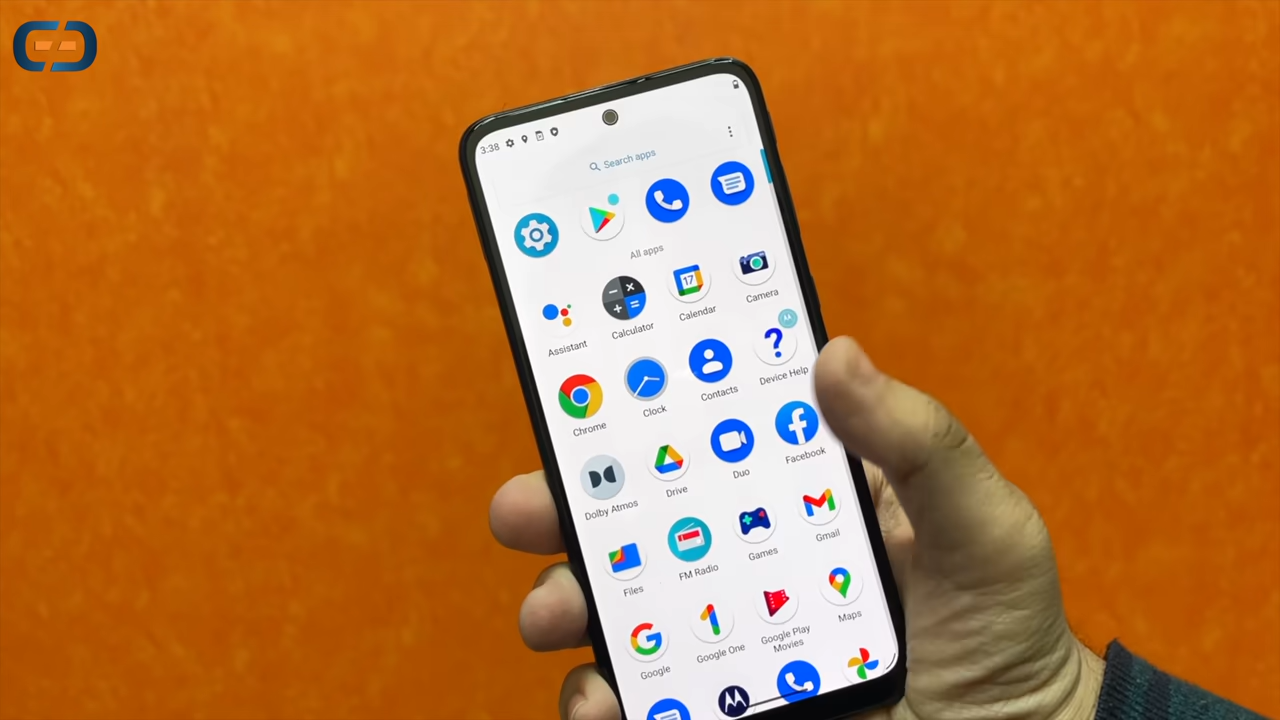 3:38
Search apps
All apps
17
Assistant
Calculator
Calendar
Camera
Chrome
Clock
Contacts
Device Help
Dolby Atmos
Drive
Duo
Facebook
Files
FM Radio
Games
Gmail
Google
Google One
Google Play
Movies
Maps